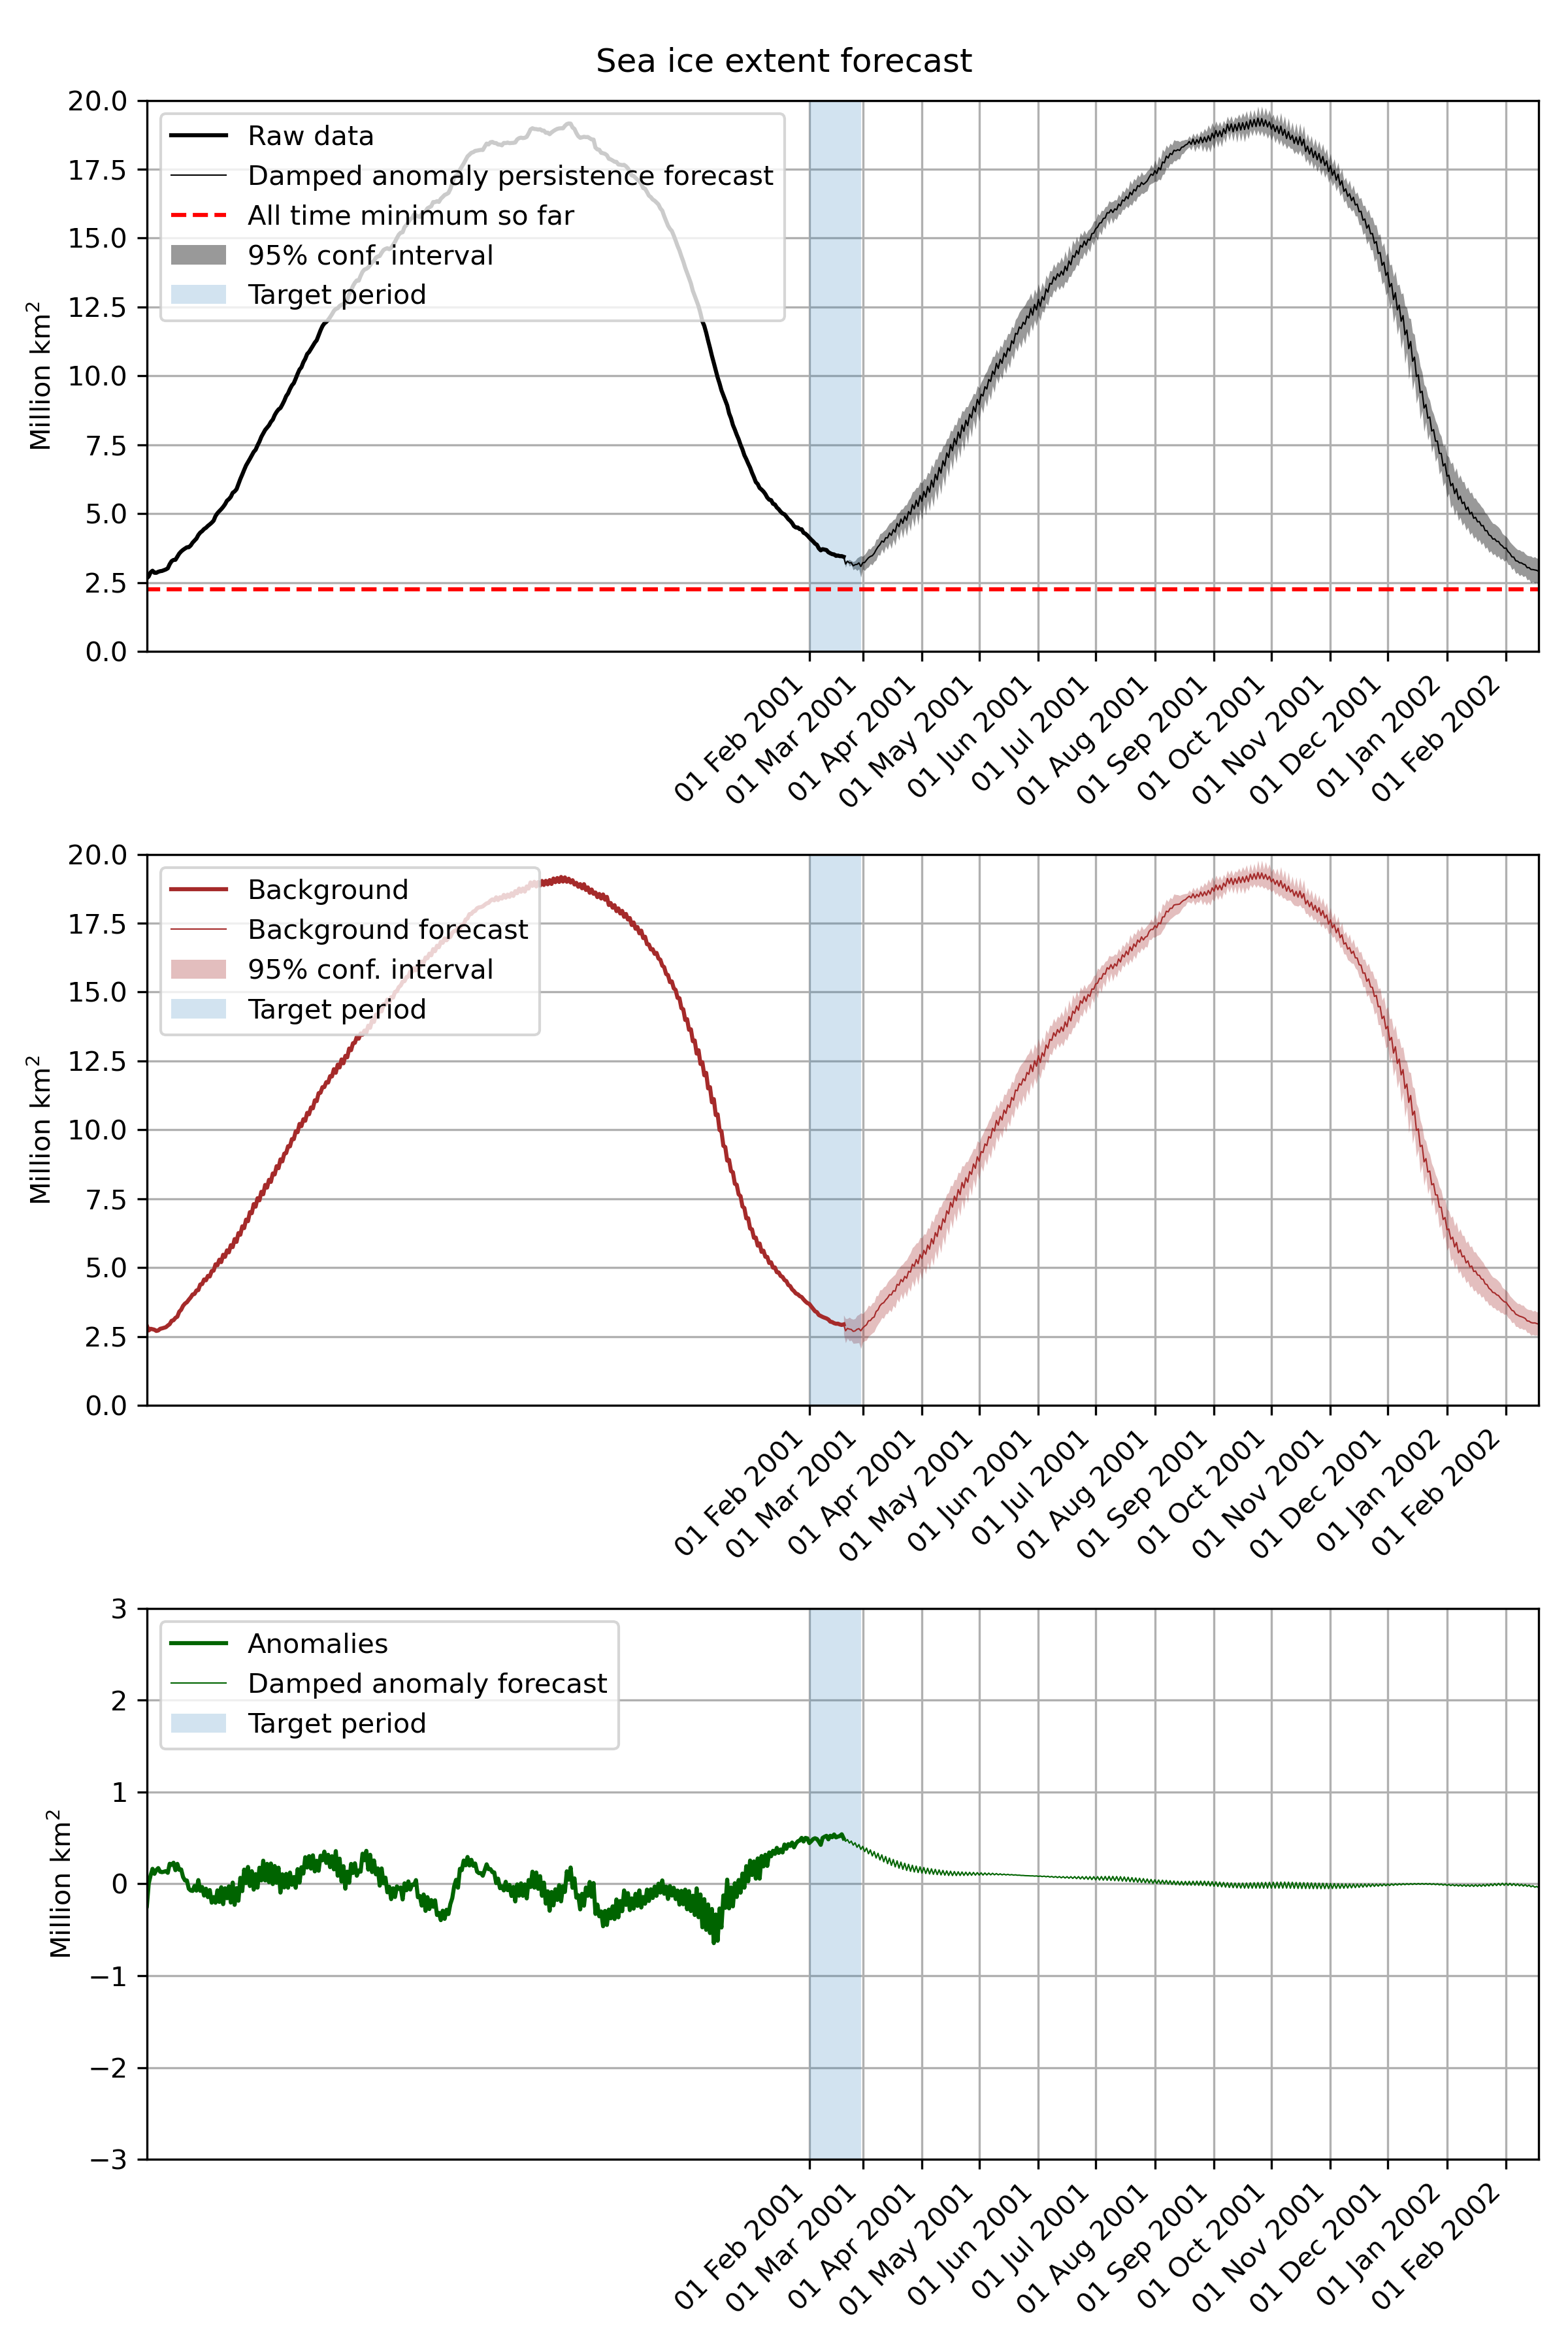 Sea ice extent forecast
20.0
17.5
15.0
12.5
10.0
7.5
5.0
2.5
0.0
Million km²
Raw data
Damped anomaly persistence forecast
All time minimum so far
95% conf. interval
Target period
01 Feb 2001
01 Mar 2001
01 Apr 2001
01 May 2001
01 Jun 2001
01 Jul 2001
01 Aug 2001
01 Sep 2001
01 Oct 2001
01 Nov 2001
01 Dec 2001
01 Jan 2002
01 Feb 2002
20.0
17.5
15.0
12.5
10.0
7.5
5.0
2.5
0.0
Million km²
Background
Background forecast
95% conf. interval
Target period
01 Feb 2001
01 Mar 2001
01 Apr 2001
01 May 2001
01 Jun 2001
01 Jul 2001
01 Aug 2001
01 Sep 2001
01 Oct 2001
01 Nov 2001
01 Dec 2001
01 Jan 2002
01 Feb 2002
3
2
1
0
−1
−2
−3
Million km²
Anomalies
Damped anomaly forecast
Target period
01 Feb 2001
01 Mar 2001
01 Apr 2001
01 May 2001
01 Jun 2001
01 Jul 2001
01 Aug 2001
01 Sep 2001
01 Oct 2001
01 Nov 2001
01 Dec 2001
01 Jan 2002
01 Feb 2002